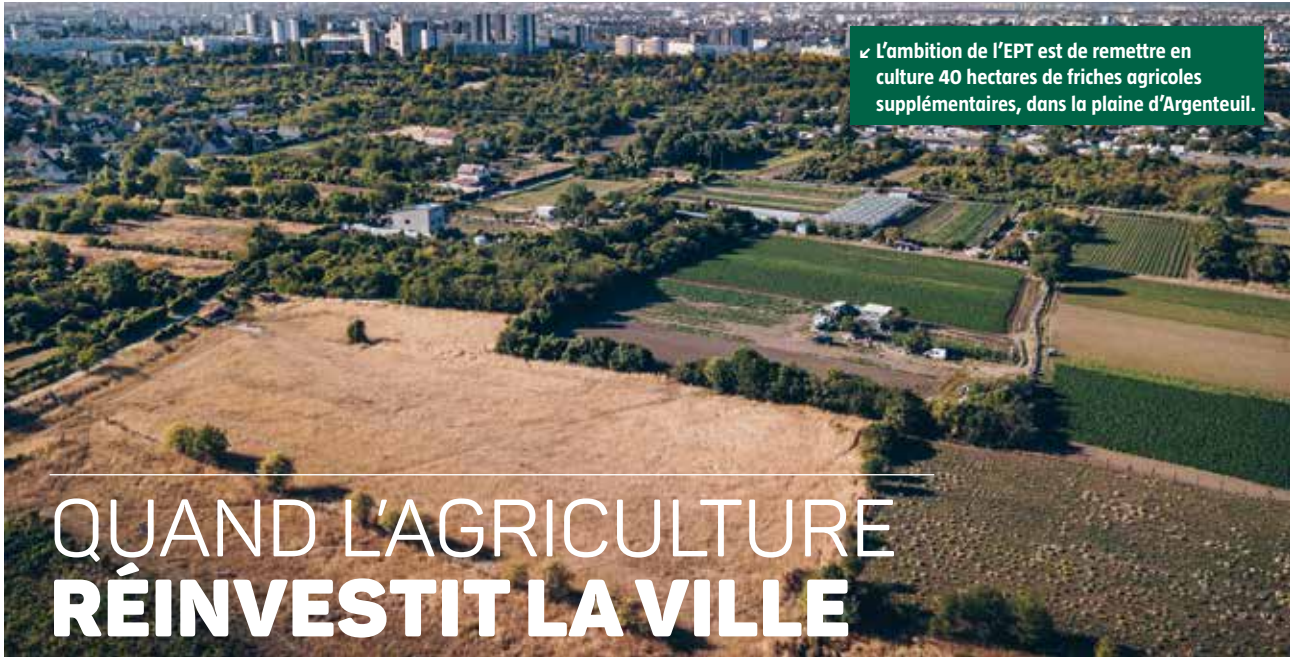 ↙ L'ambition de l'EPT est de remettre en
culture 40 hectares de friches agricoles
supplémentaires, dans la plaine d'Argenteuil.
QUAND L'AGRICULTURE
RÉINVESTIT LA VILLE